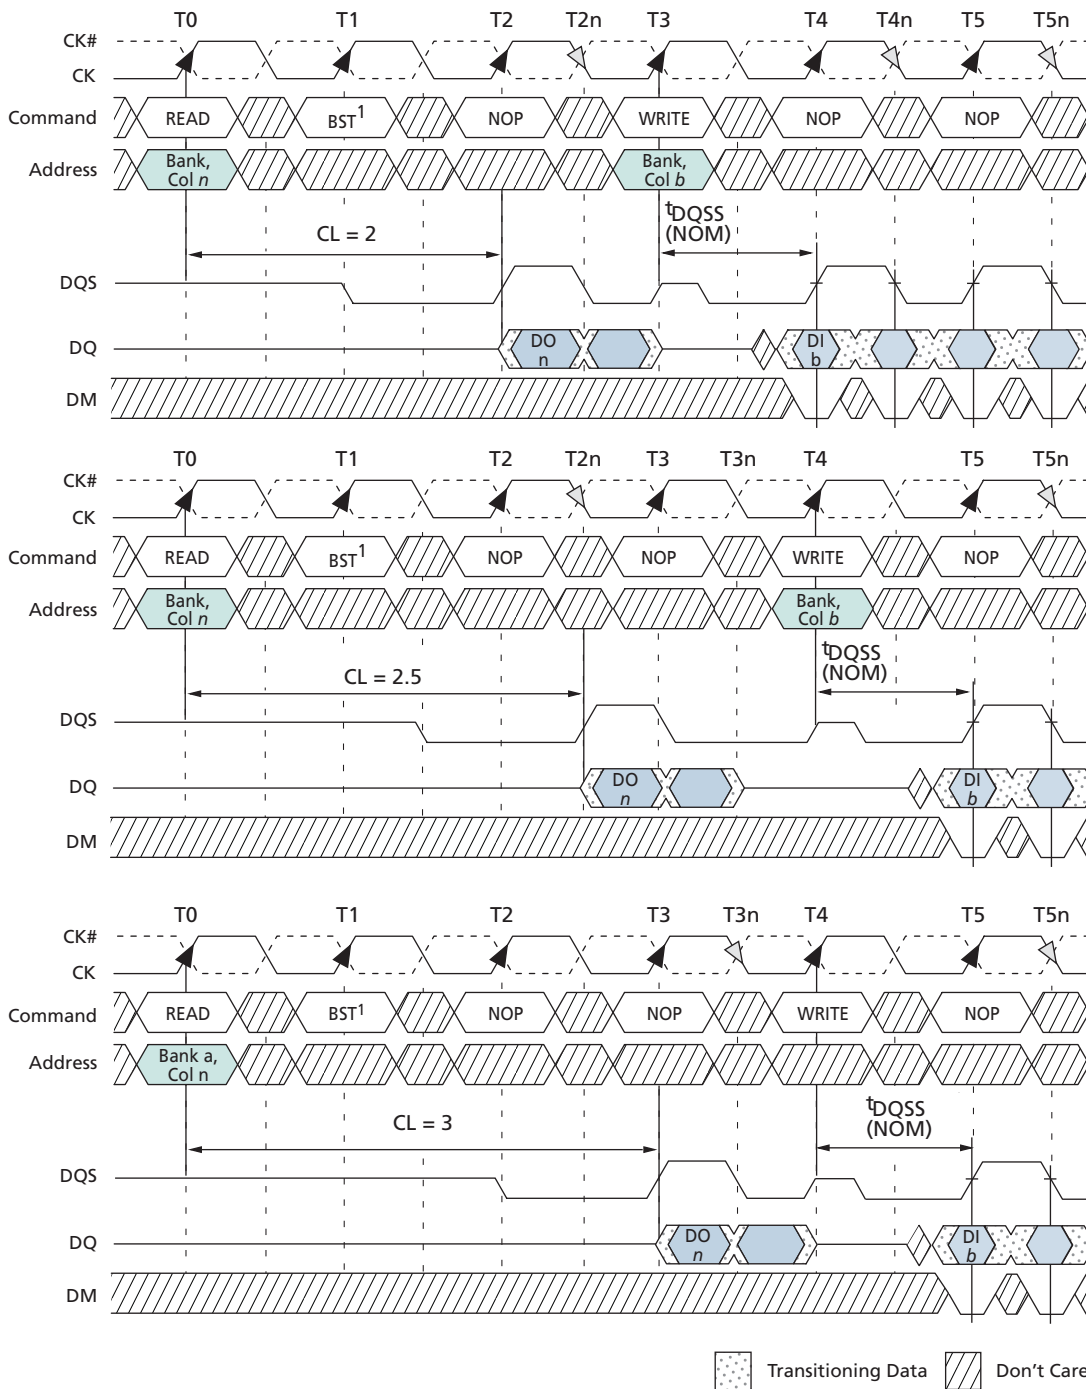 T0 T1 T2 T2n T3 T4 T4n T5 T5n
CK#
CK
Command READ BST1 NOP WRITE NOP NOP
Address Bank, Col n Bank, Col b
CL = 2
tDQSS (NOM)
DQS
DQ DO n DI b
DM
T0 T1 T2 T2n T3 T3n T4 T5 T5n
CK#
CK
Command READ BST1 NOP NOP WRITE NOP
Address Bank, Col n Bank, Col b
CL = 2.5
tDQSS (NOM)
DQS
DQ DO n DI b
DM
T0 T1 T2 T3 T3n T4 T5 T5n
CK#
CK
Command READ BST1 NOP NOP WRITE NOP
Address Bank a, Col n
CL = 3
tDQSS (NOM)
DQS
DQ DO n DI b
DM
Transitioning Data Don't Care